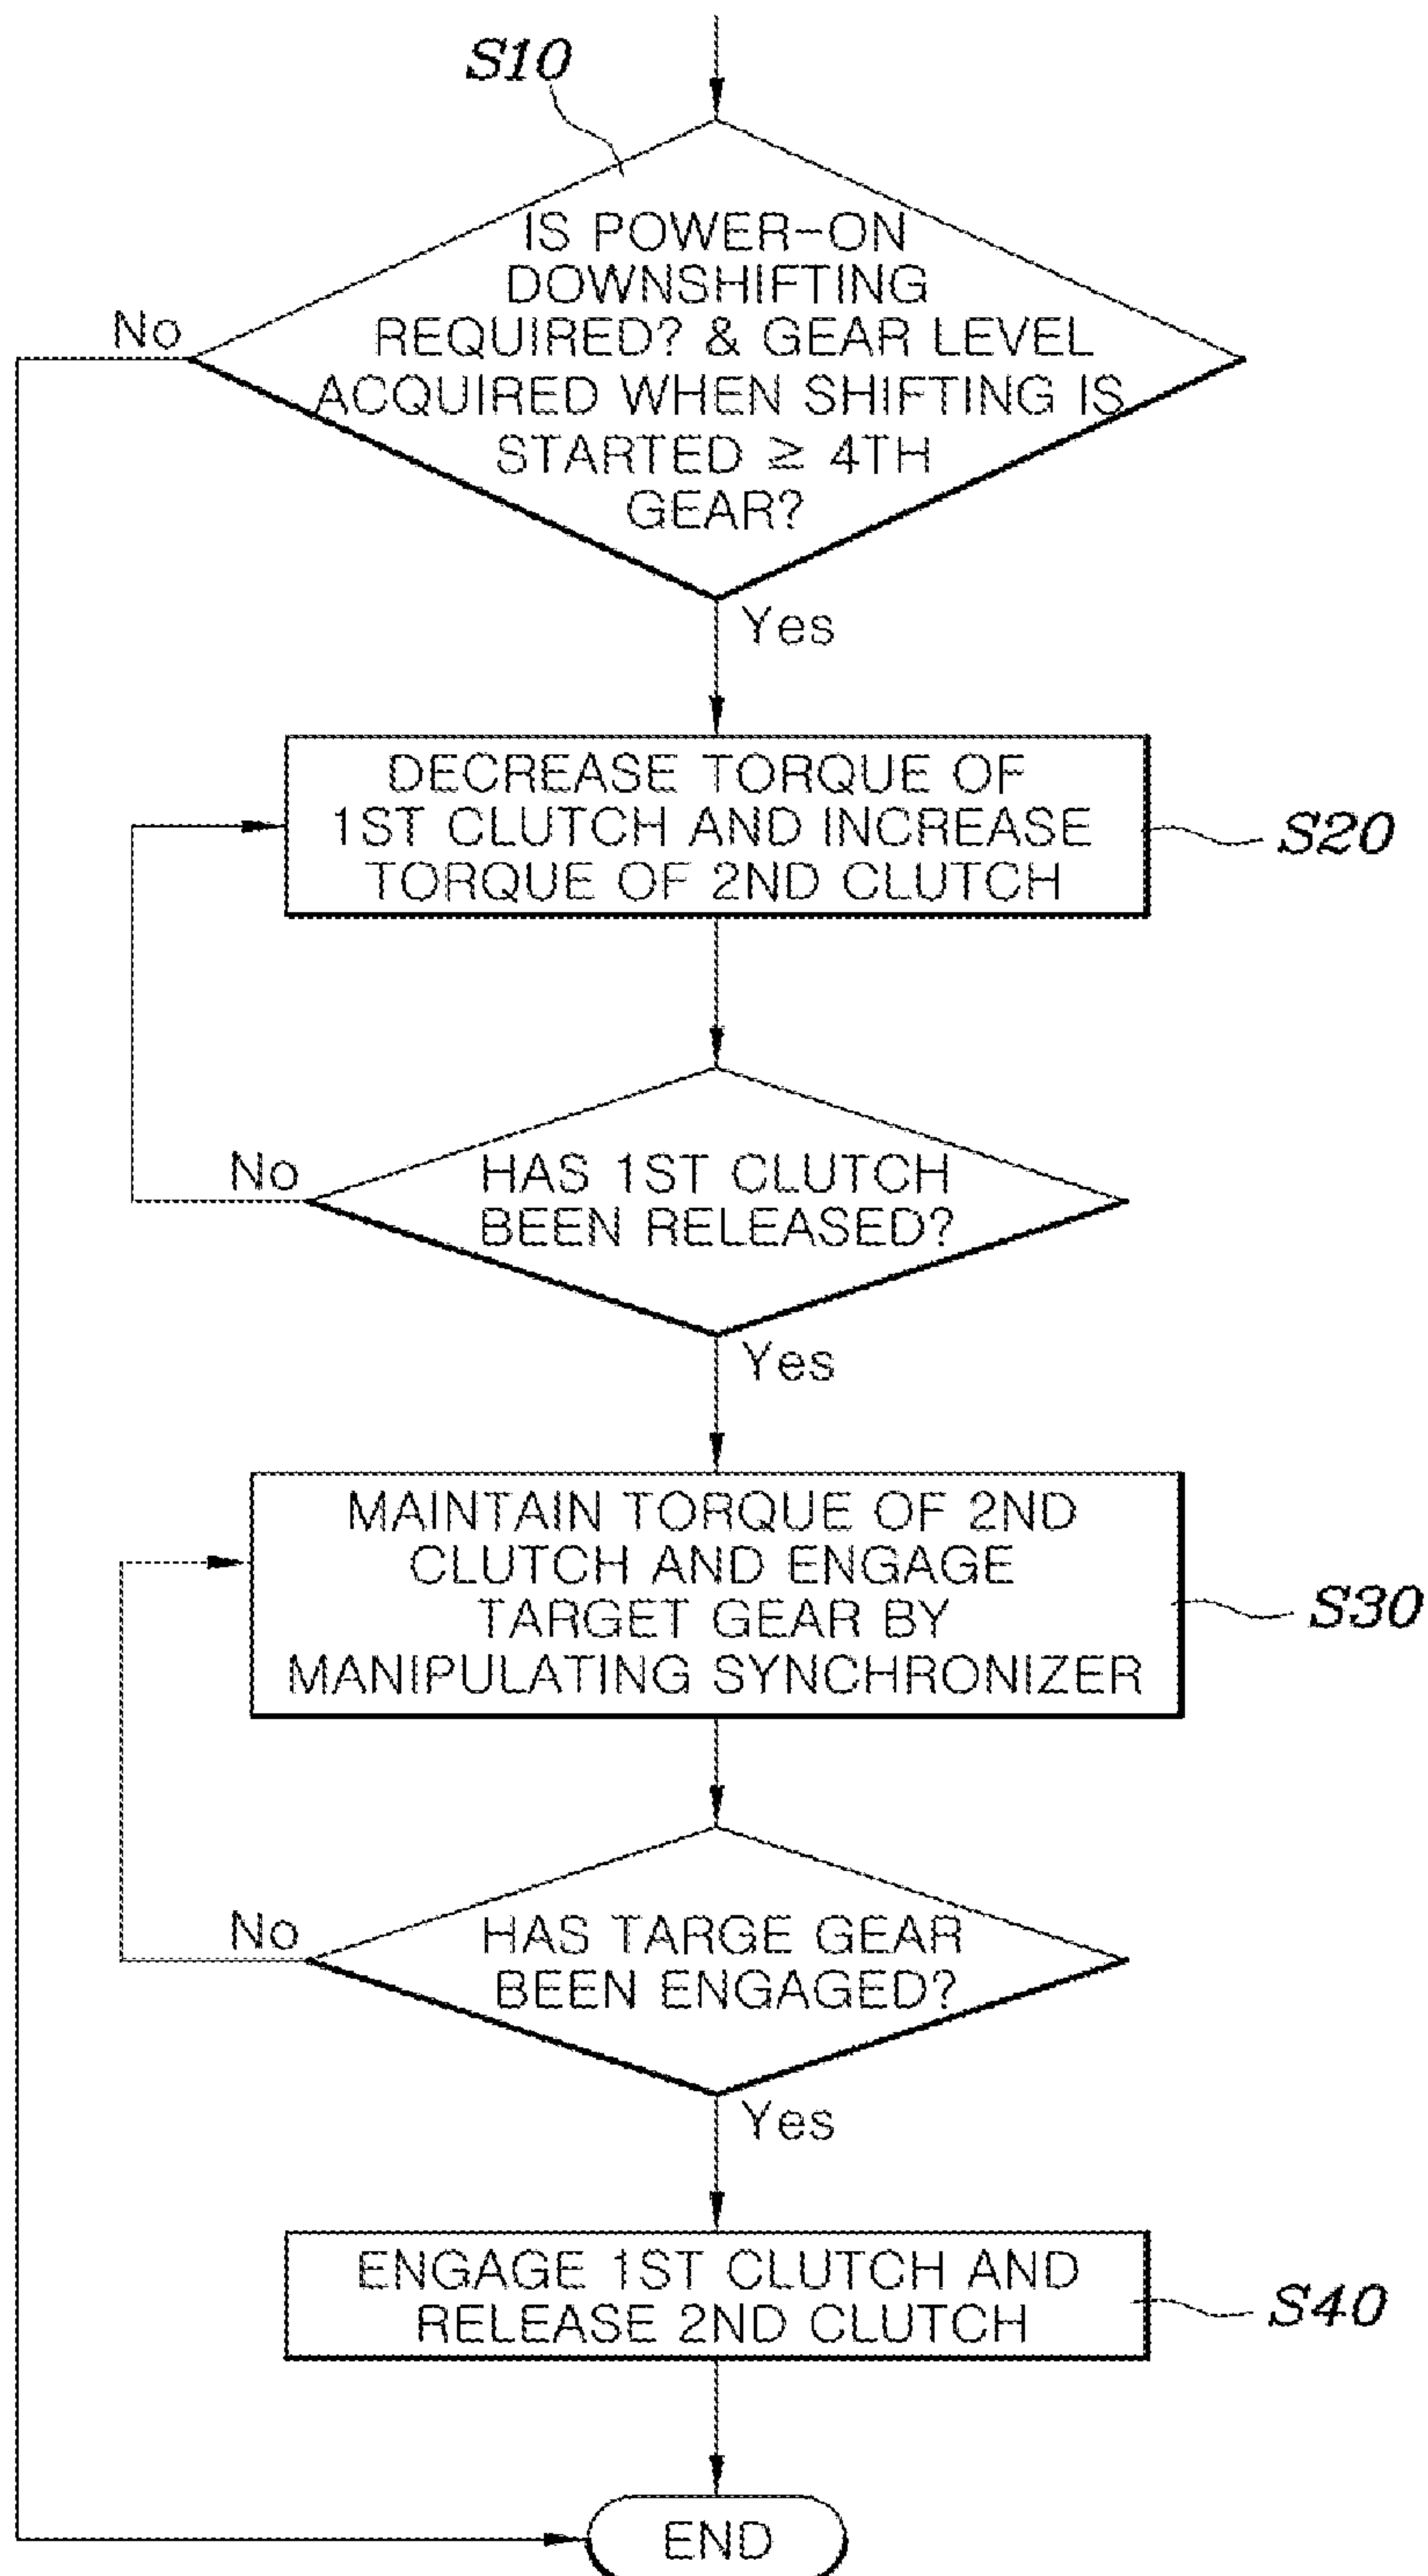 S10
IS POWER-ON
DOWNSHIFTING
REQUIRED? & GEAR LEVEL
ACQUIRED WHEN SHIFTING IS
STARTED ≥ 4TH
GEAR?
No
Yes
DECREASE TORQUE OF
1ST CLUTCH AND INCREASE
TORQUE OF 2ND CLUTCH
S20
HAS 1ST CLUTCH
BEEN RELEASED?
No
Yes
MAINTAIN TORQUE OF 2ND
CLUTCH AND ENGAGE
TARGET GEAR BY
MANIPULATING SYNCHRONIZER
S30
HAS TARGE GEAR
BEEN ENGAGED?
No
Yes
ENGAGE 1ST CLUTCH AND
RELEASE 2ND CLUTCH
S40
END